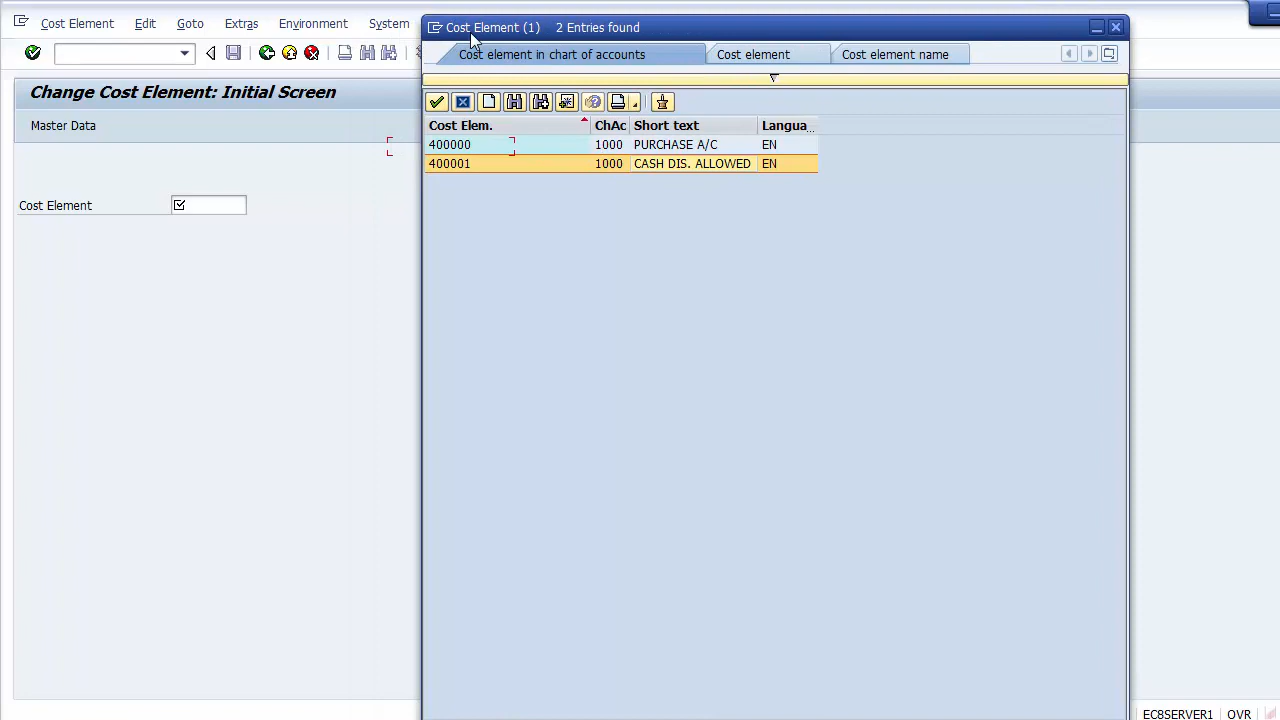 Cost Element Edit Goto Extras Environment System
Change Cost Element: Initial Screen
Master Data
Cost Element
Cost Element (1) 2 Entries found
Cost element in chart of accounts Cost element Cost element name
Cost Elem. ChAc Short text Langua...
400000 1000 PURCHASE A/C EN
400001 1000 CASH DIS. ALLOWED EN
EC8SERVER1 OVR